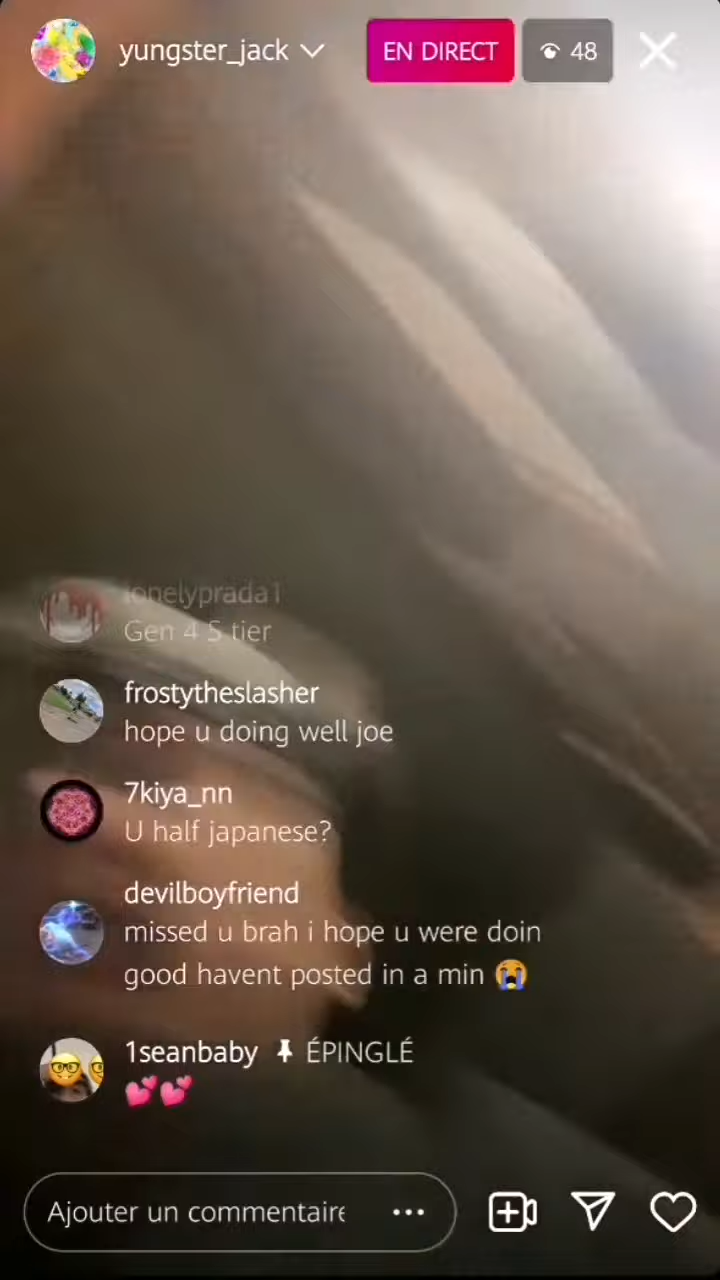 yungster_jack
EN DIRECT
48
lonelyprada1
Gen 4 S tier
frostytheslasher
hope u doing well joe
7kiya_nn
U half japanese?
devilboyfriend
missed u brah i hope u were doin
good havent posted in a min 😭
1seanbaby ÉPINGLÉ
💕💕
Ajouter un commentaire